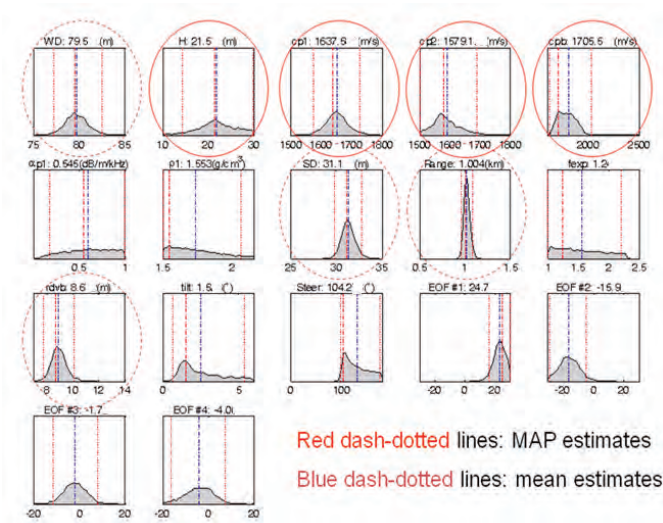 WD: 79.5 (m)
H: 21.5 (m)
cp1: 1637.5 (m/s)
cp2: 1579.1. (m/s)
cpb: 1705.5 (m/s)
75 80 85
10 20 30
1500 1600 1700 1800
1500 1600 1700 1800
2000 2500
αp1: 0.545(dB/m/kHz)
ρ1: 1.553(g/cm³)
SD: 31.1 (m)
Range: 1.004(km)
fexp: 1.2
0.5 1
1.5 2
25 30 35
0.5 1 1.5
1 1.5 2 2.5
8.6 (m)
tilt: 1.5 (°)
Steer: 104.2 (°)
EOF #1: 24.7
EOF #2: -15.9
8 10 12 14
0 5
100
-20 0 20
-20 0 20
EOF #3: -1.7
EOF #4: -4.0
-20 0 20
-20 0 20
Red dash-dotted lines: MAP estimates
Blue dash-dotted lines: mean estimates